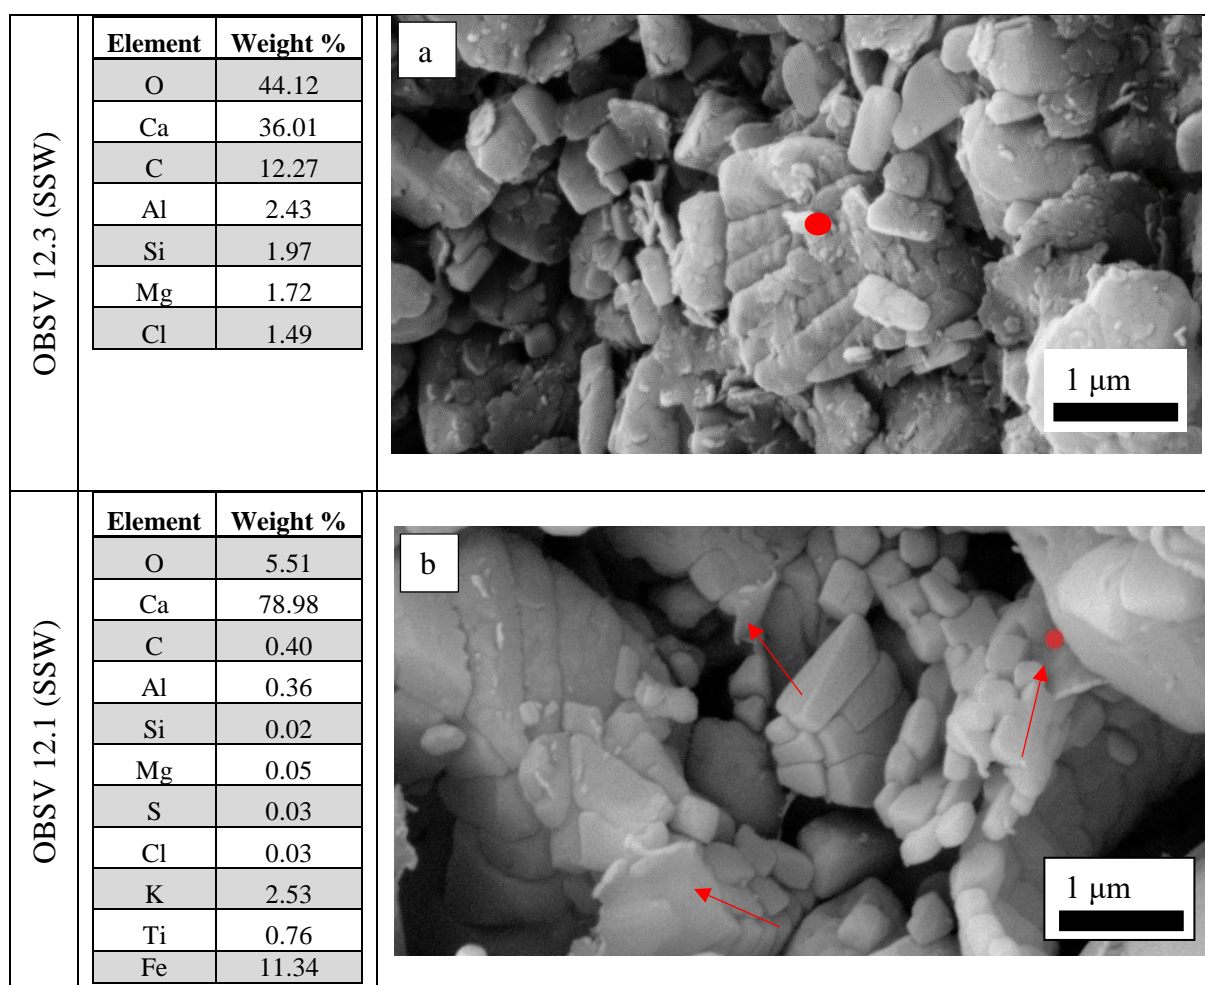 OBSV 12.3 (SSW)
Element Weight %
O 44.12
Ca 36.01
C 12.27
Al 2.43
Si 1.97
Mg 1.72
Cl 1.49
a
1 μm
OBSV 12.1 (SSW)
Element Weight %
O 5.51
Ca 78.98
C 0.40
Al 0.36
Si 0.02
Mg 0.05
S 0.03
Cl 0.03
K 2.53
Ti 0.76
Fe 11.34
b
1 μm